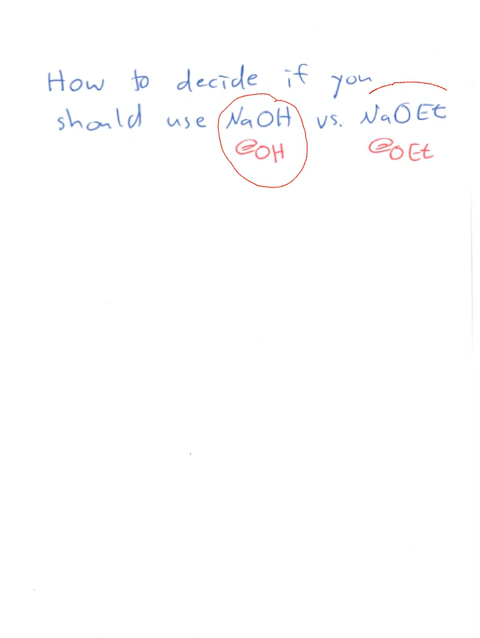 How to decide if you
should use NaOH vs. NaOEt
⊖OH ⊖OEt